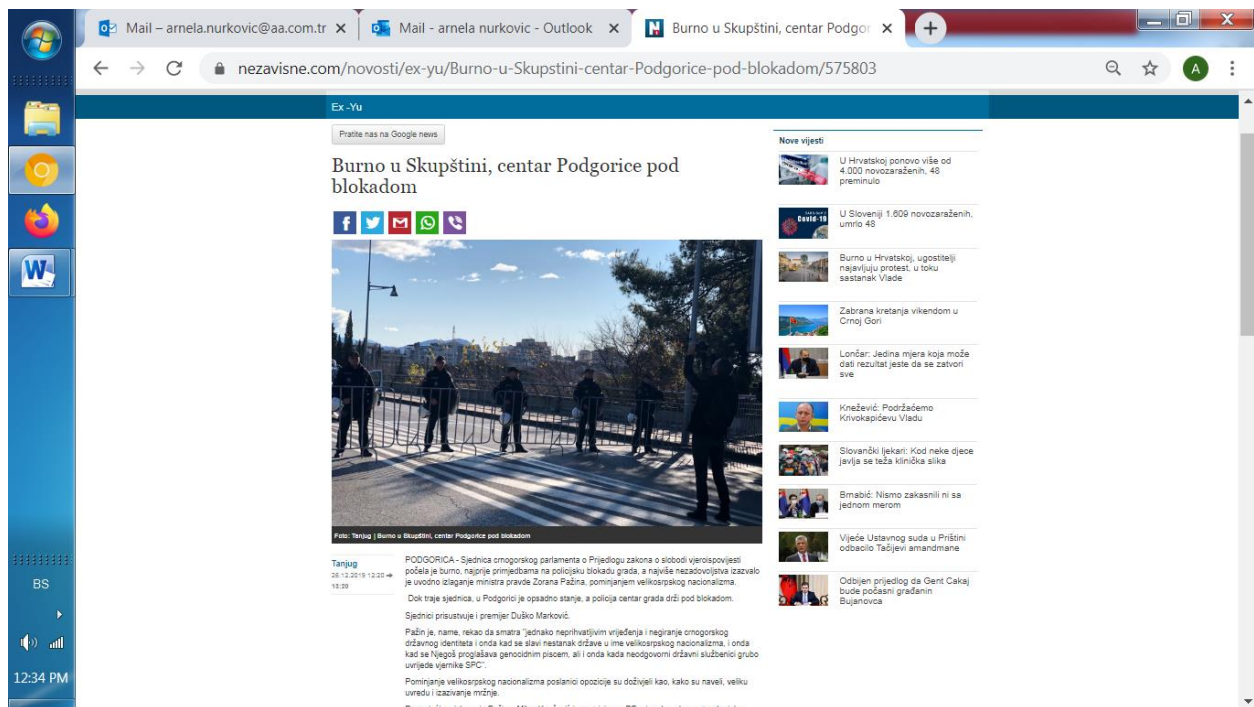 Mail – arnela.nurkovic@aa.com.tr
Mail - arnela nurkovic - Outlook
Burno u Skupštini, centar Podgor
nezavisne.com/novosti/ex-yu/Burno-u-Skupstini-centar-Podgorice-pod-blokadom/575803
A
Ex -Yu
Pratite nas na Google news
Burno u Skupštini, centar Podgorice pod
blokadom
Foto: Tanjug | Burno u Skupštini, centar Podgorice pod blokadom
Tanjug
26.12.2019 12:20
13:20
PODGORICA - Sjednica crnogorskog parlamenta o Prijedlogu zakona o slobodi vjeroispovijesti
počela je burno, najprije primjedbama na policijsku blokadu grada, a najviše nezadovoljstva izazvalo
je uvodno izlaganje ministra pravde Zorana Pažina, pominjanjem velikosrpskog nacionalizma.
Dok traje sjednica, u Podgorici je opsadno stanje, a policija centar grada drži pod blokadom.
Sjednici prisustvuje i premijer Duško Marković.
Pažin je, name, rekao da smatra "jednako neprihvatljivim vrijeđenja i negiranje crnogorskog
državnog identiteta i onda kad se slavi nestanak države u ime velikosrpskog nacionalizma, i onda
kad se Njegoš proglašava genocidnim piscem, ali i onda kada neodgovorni državni službenici grubo
uvrijede vjernike SPC".
Pominjanje velikosrpskog nacionalizma poslanici opozicije su doživjeli kao, kako su naveli, veliku
uvredu i izazivanje mržnje.
Nove vijesti
U Hrvatskoj ponovo više od
4.000 novozaraženih, 48
preminulo
Covid-19
U Sloveniji 1.609 novozaraženih,
umrlo 48
Burno u Hrvatskoj, ugostitelji
najavljuju protest, u toku
sastanak Vlade
Zabrana kretanja vikendom u
Crnoj Gori
Lončar: Jedina mjera koja može
dati rezultat jeste da se zatvori
sve
Knežević: Podržaćemo
Krivokapićevu Vladu
Slovančki ljekari: Kod neke djece
javlja se teža klinička slika
Brnabić: Nismo zakasnili ni sa
jednom merom
Vijeće Ustavnog suda u Prištini
odbacilo Tačijevi amandmane
Odbijen prijedlog da Gent Cakaj
bude počasni građanin
Bujanovca
BS
12:34 PM